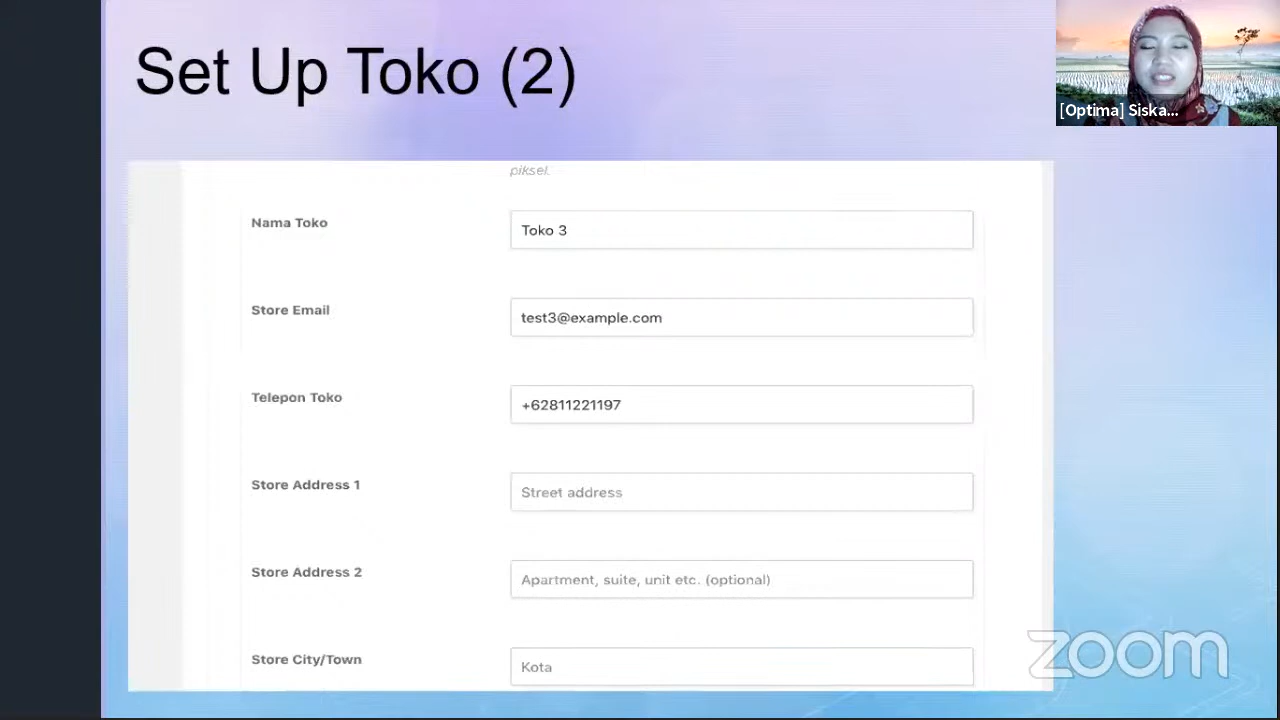 Set Up Toko (2)
[Optima] Siska...
piksel.
Nama Toko
Toko 3
Store Email
test3@example.com
Telepon Toko
+62811221197
Store Address 1
Street address
Store Address 2
Apartment, suite, unit etc. (optional)
Store City/Town
Kota
zoom